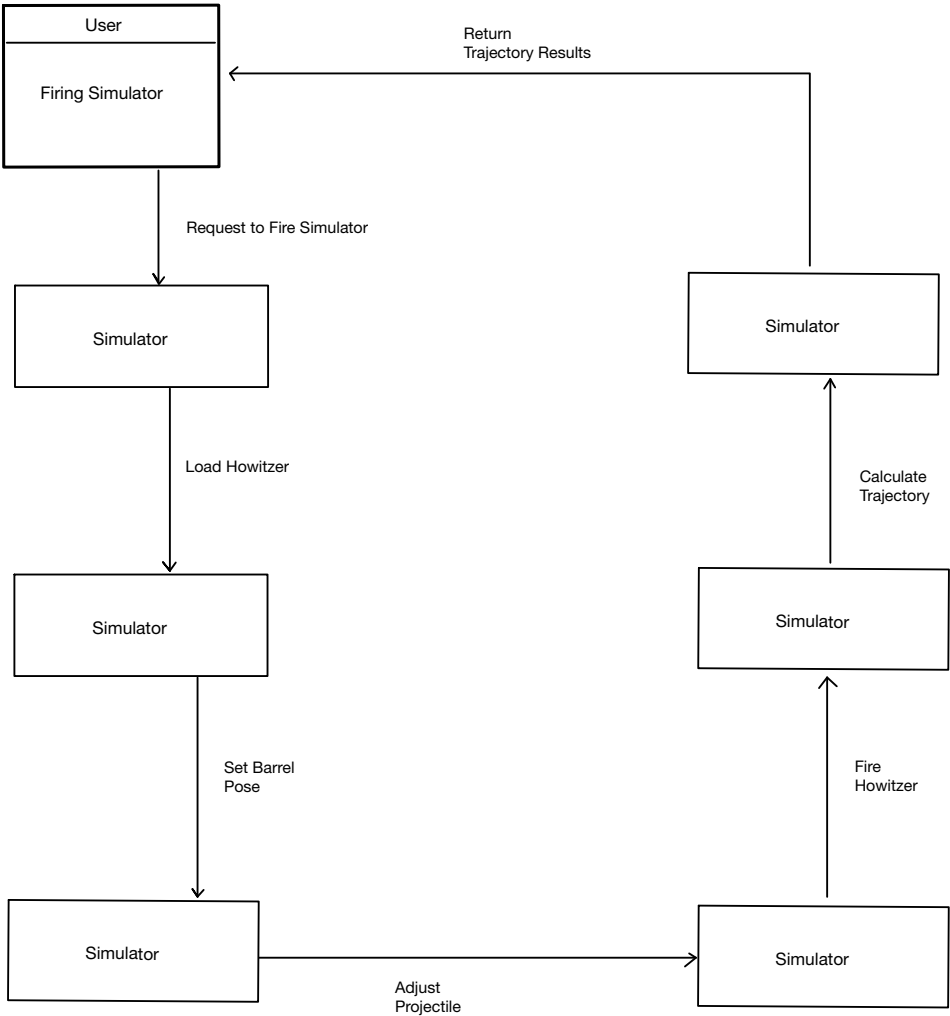 User
Firing Simulator
Return
Trajectory Results
Request to Fire Simulator
Simulator
Load Howitzer
Simulator
Set Barrel
Pose
Simulator
Adjust
Projectile
Simulator
Fire
Howitzer
Simulator
Calculate
Trajectory
Simulator